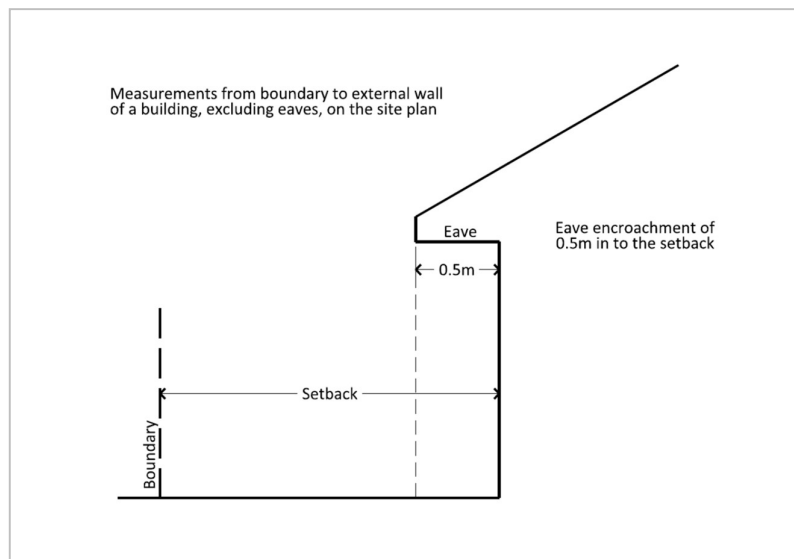 Measurements from boundary to external wall
of a building, excluding eaves, on the site plan
Eave
Eave encroachment of
0.5m in to the setback
0.5m
Setback
Boundary